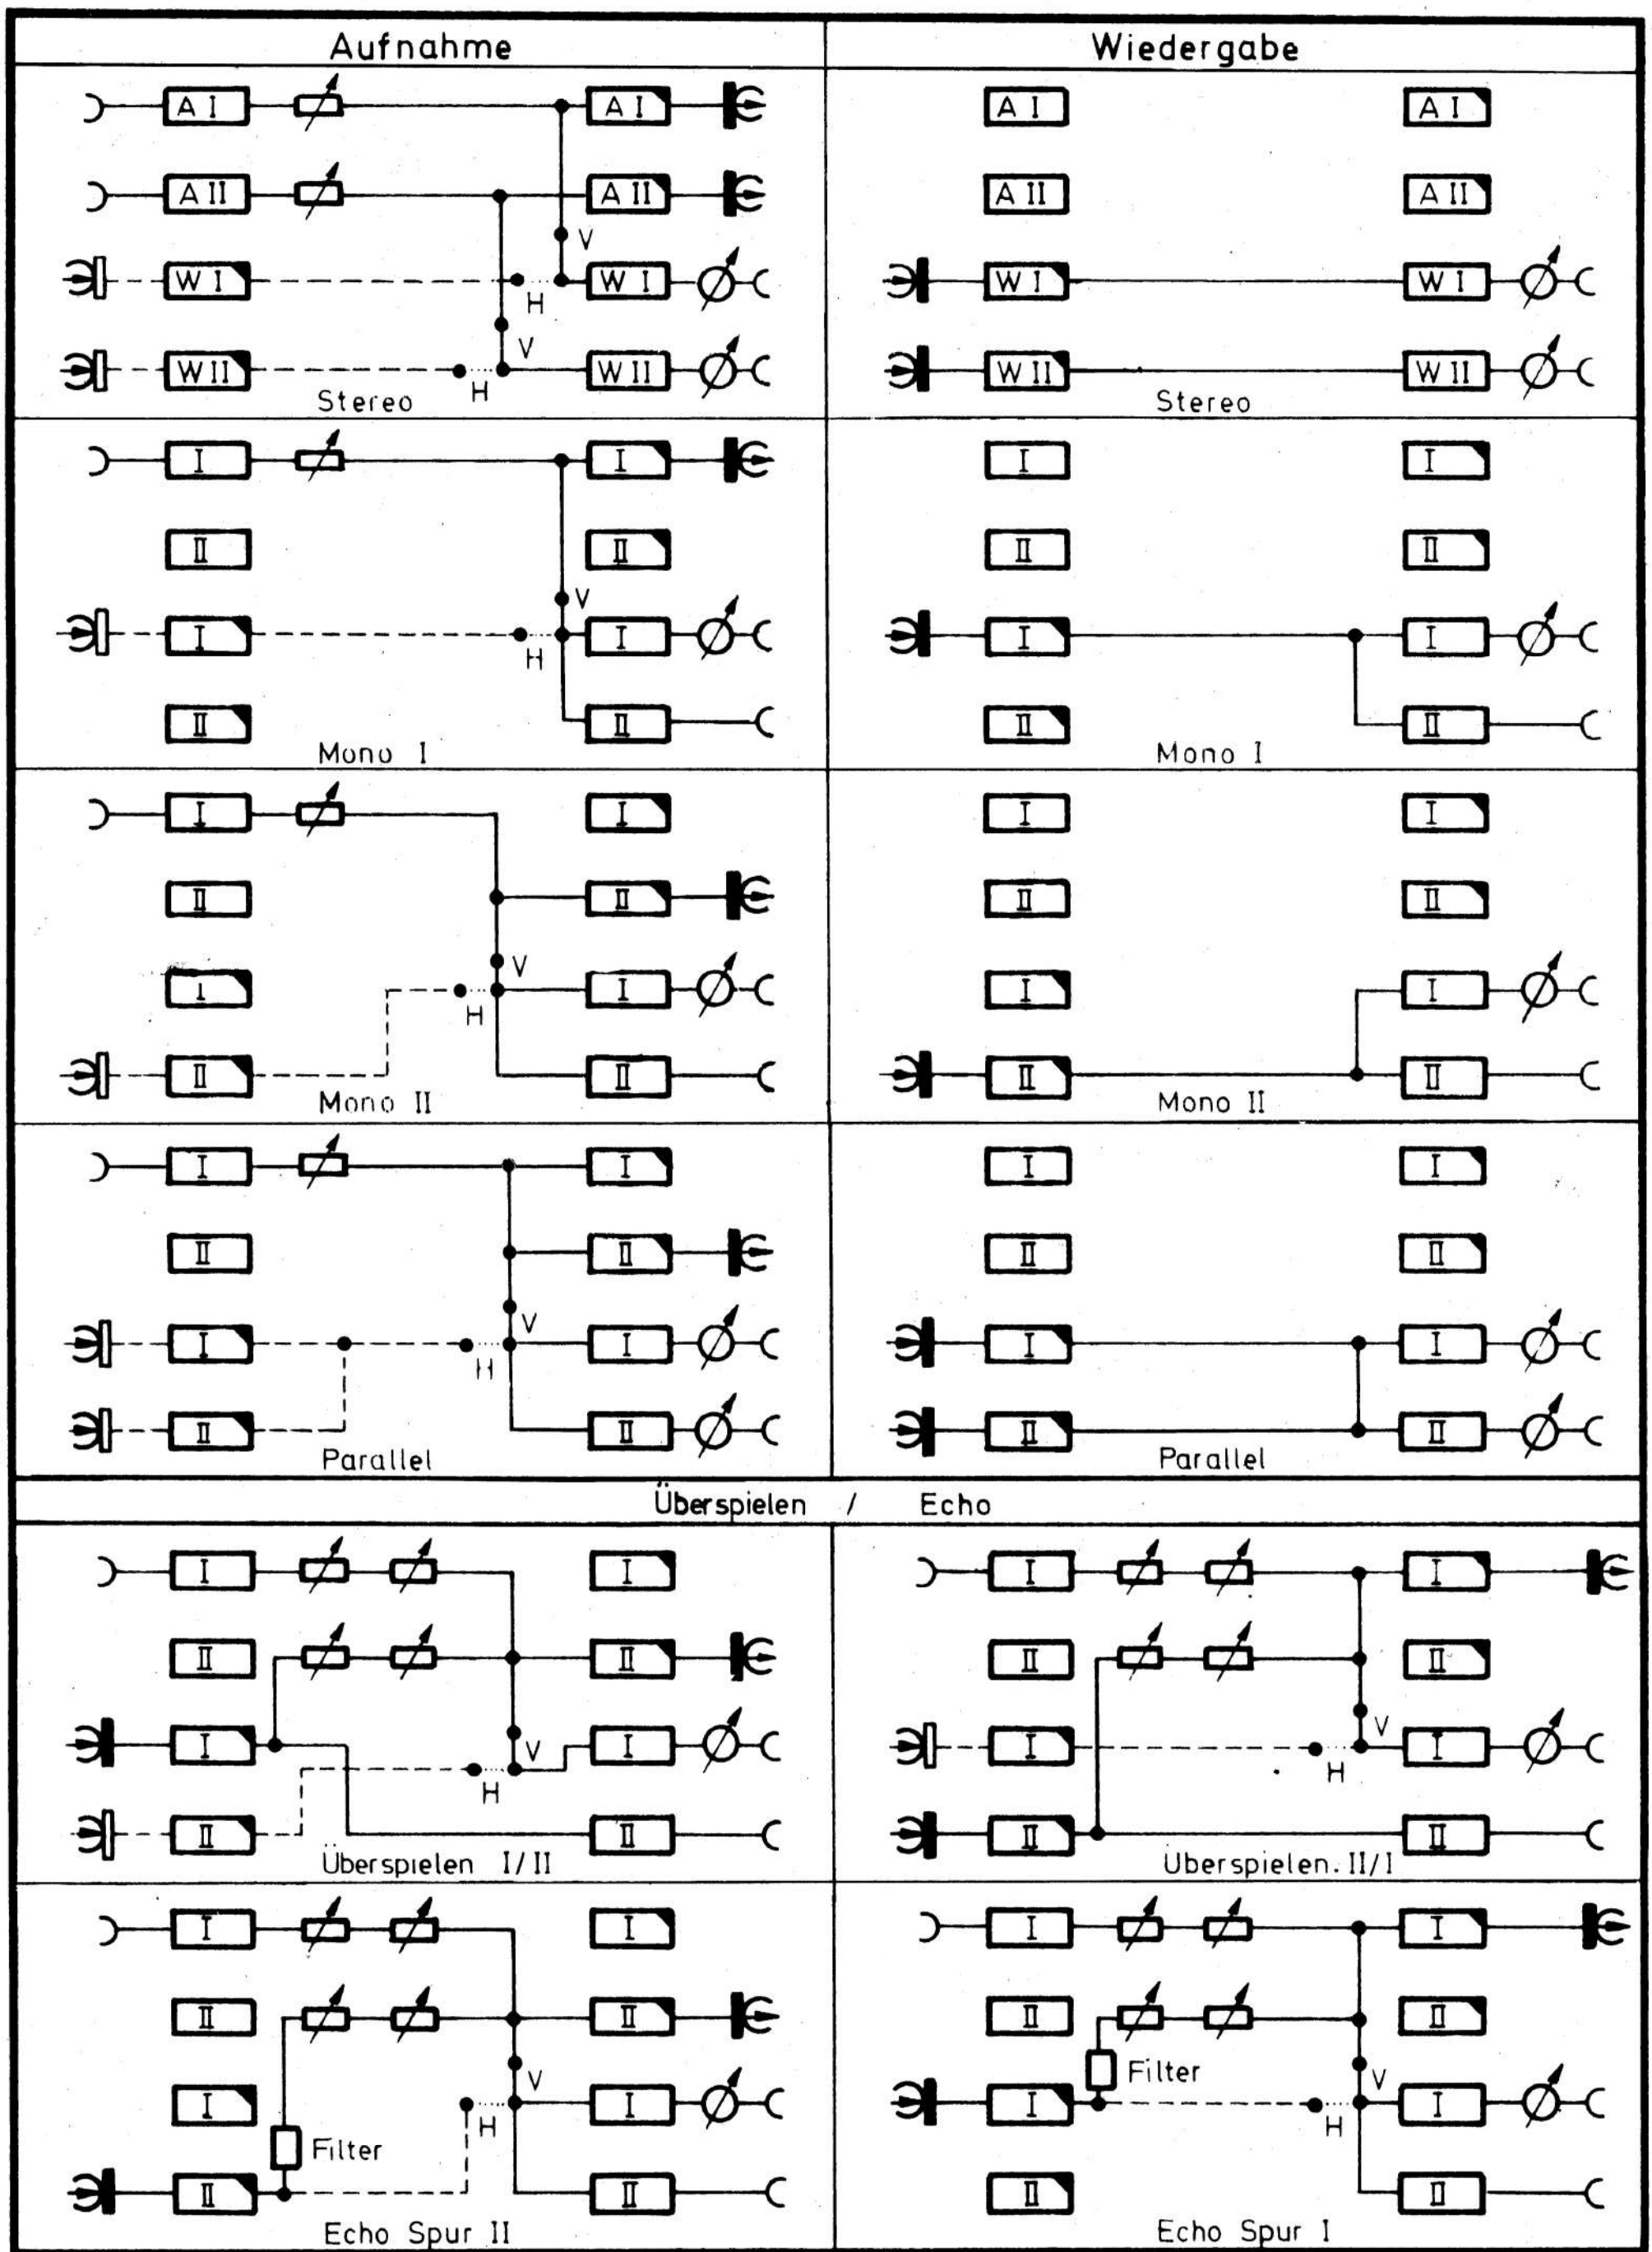 Aufnahme
Wiedergabe
A I A I
A II A II
V
W I W I
H
V
W II W II
H
Stereo
A I A I
A II A II
W I W I
W II W II
Stereo
I I
II II
V
I I
H
II II
Mono I
I I
II II
I I
II II
Mono I
I I
II II
V
I I
H
II II
Mono II
I I
II II
I I
II II
Mono II
I I
II II
V
I I
H
II II
Parallel
I I
II II
I I
II II
Parallel
Überspielen / Echo
I I
II II
V
I I
H
II II
Überspielen I/II
I I
II II
V
I I
H
II II
Überspielen. II/I
I I
II II
V
I I
H
Filter
II II
Echo Spur II
I I
II II
Filter V
I I
H
II II
Echo Spur I